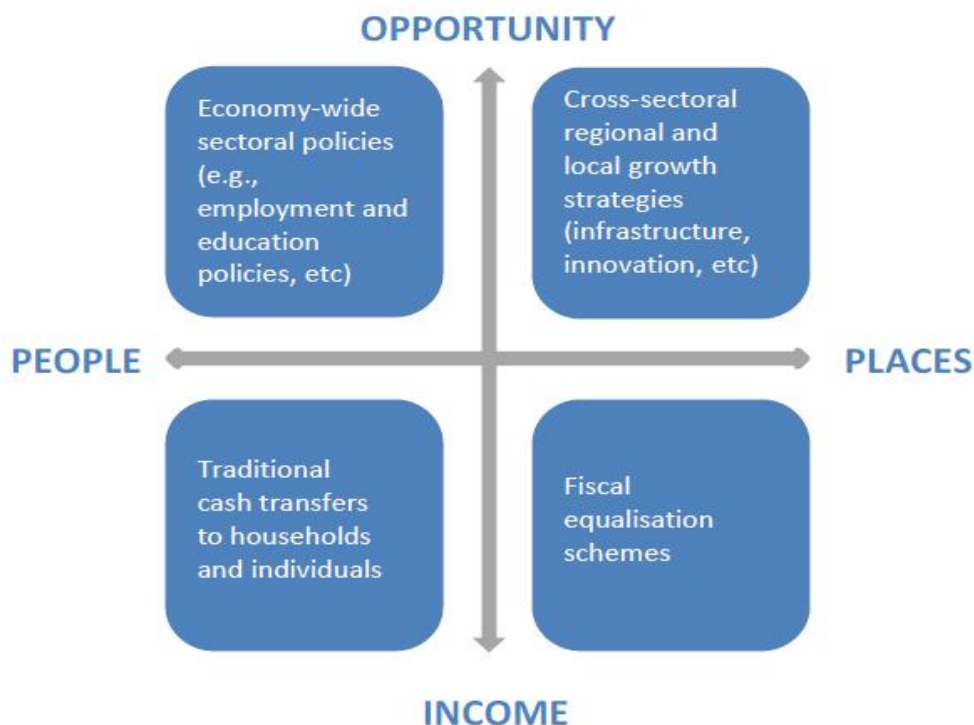 OPPORTUNITY
Economy-wide
sectoral policies
(e.g.,
employment and
education
policies, etc)
Cross-sectoral
regional and
local growth
strategies
(infrastructure,
innovation, etc)
PEOPLE
PLACES
Traditional
cash transfers
to households
and individuals
Fiscal
equalisation
schemes
INCOME